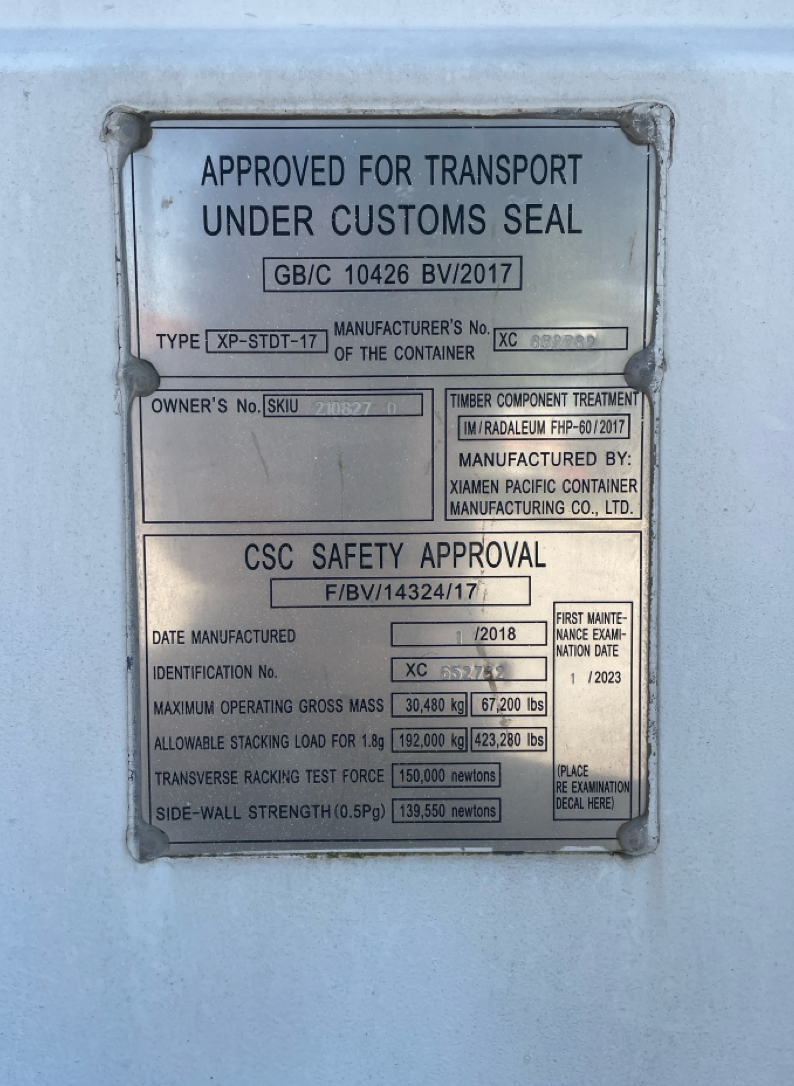 APPROVED FOR TRANSPORT
UNDER CUSTOMS SEAL
GB/C 10426 BV/2017
TYPE XP-STDT-17 MANUFACTURER'S No. OF THE CONTAINER XC
OWNER'S No. SKIU 210827 0
TIMBER COMPONENT TREATMENT
IM/RADALEUM FHP-60/2017
MANUFACTURED BY:
XIAMEN PACIFIC CONTAINER
MANUFACTURING CO., LTD.
CSC SAFETY APPROVAL
F/BV/14324/17
DATE MANUFACTURED 1 /2018
IDENTIFICATION No. XC 652782
MAXIMUM OPERATING GROSS MASS 30,480 kg 67,200 lbs
ALLOWABLE STACKING LOAD FOR 1.8g 192,000 kg 423,280 lbs
TRANSVERSE RACKING TEST FORCE 150,000 newtons
SIDE-WALL STRENGTH(0.5Pg) 139,550 newtons
FIRST MAINTE-
NANCE EXAMI-
NATION DATE
1 /2023
(PLACE
RE EXAMINATION
DECAL HERE)